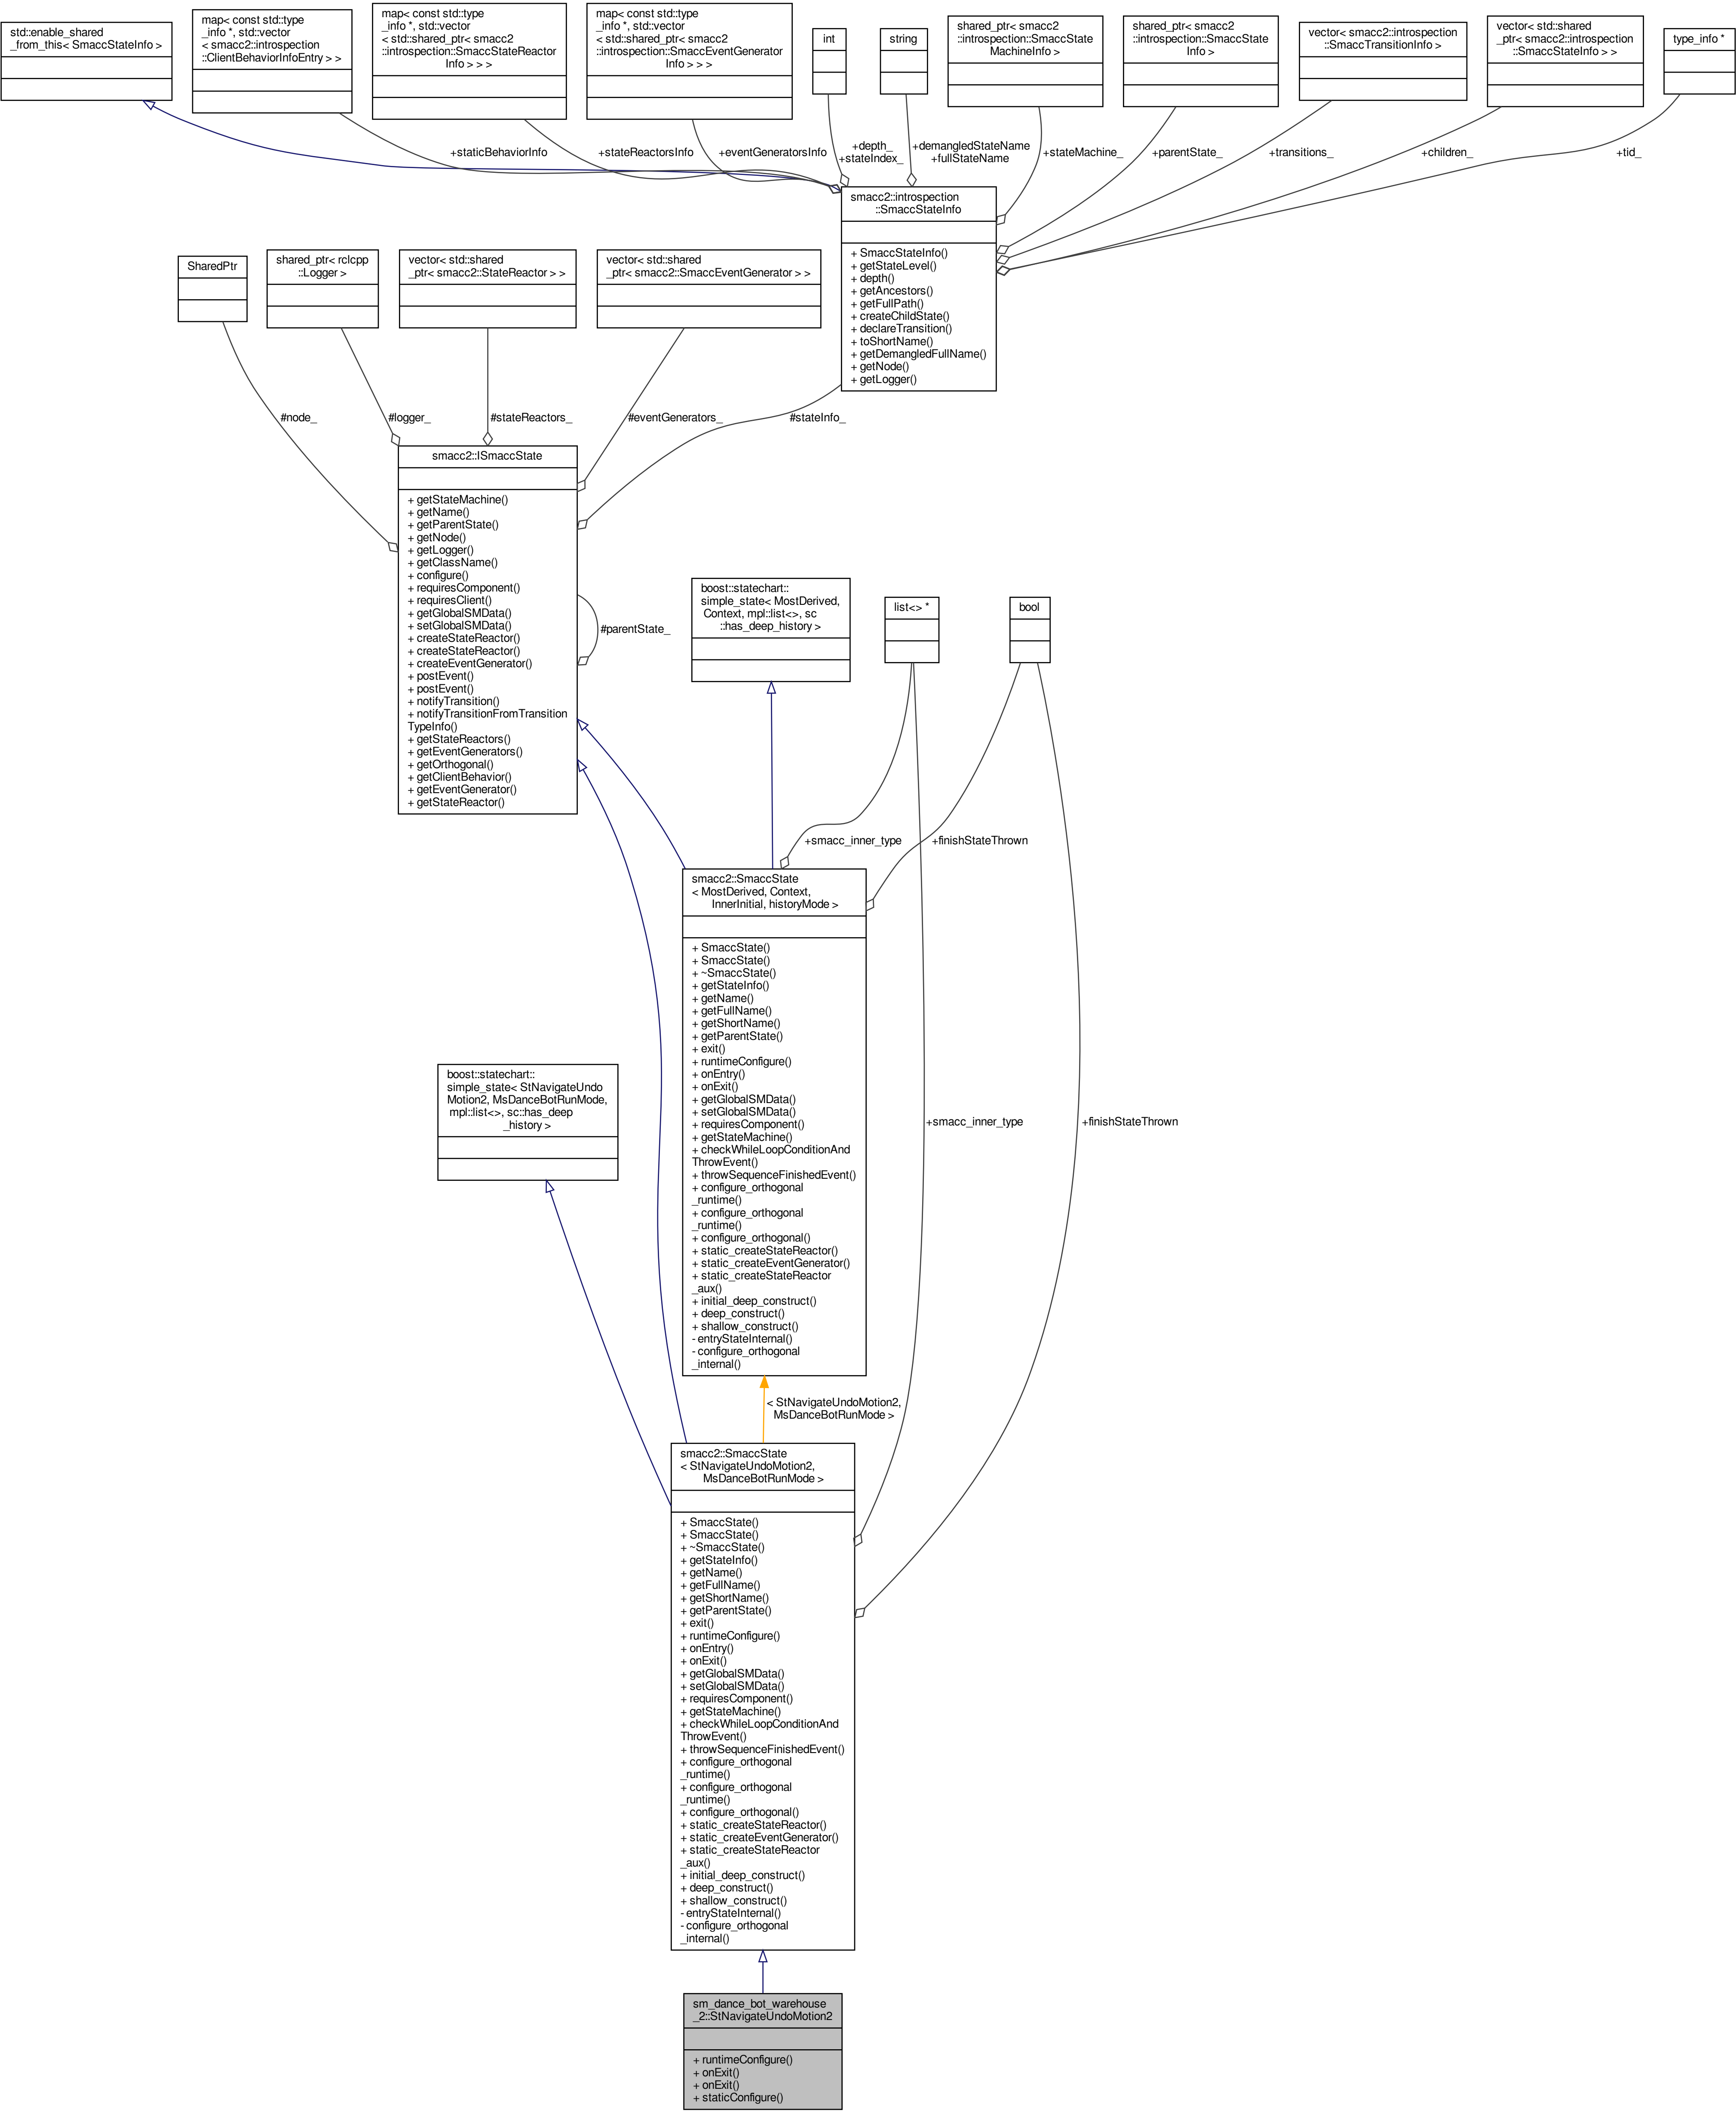 std::enable_shared
_from_this< SmaccStateInfo >
map< const std::type
_info *, std::vector
< smacc2::introspection
::ClientBehaviorInfoEntry > >
map< const std::type
_info *, std::vector
< std::shared_ptr< smacc2
::introspection::SmaccStateReactor
Info > > >
map< const std::type
_info *, std::vector
< std::shared_ptr< smacc2
::introspection::SmaccEventGenerator
Info > > >
int
string
shared_ptr< smacc2
::introspection::SmaccState
MachineInfo >
shared_ptr< smacc2
::introspection::SmaccState
Info >
vector< smacc2::introspection
::SmaccTransitionInfo >
vector< std::shared
_ptr< smacc2::introspection
::SmaccStateInfo > >
type_info *
+staticBehaviorInfo
+stateReactorsInfo
+eventGeneratorsInfo
+depth_
+stateIndex_
+demangledStateName
+fullStateName
+stateMachine_
+parentState_
+transitions_
+children_
+tid_
smacc2::introspection
::SmaccStateInfo
+ SmaccStateInfo()
+ getStateLevel()
+ depth()
+ getAncestors()
+ getFullPath()
+ createChildState()
+ declareTransition()
+ toShortName()
+ getDemangledFullName()
+ getNode()
+ getLogger()
SharedPtr
shared_ptr< rclcpp
::Logger >
vector< std::shared
_ptr< smacc2::StateReactor > >
vector< std::shared
_ptr< smacc2::SmaccEventGenerator > >
#node_
#logger_
#stateReactors_
#eventGenerators_
#stateInfo_
smacc2::ISmaccState
+ getStateMachine()
+ getName()
+ getParentState()
+ getNode()
+ getLogger()
+ getClassName()
+ configure()
+ requiresComponent()
+ requiresClient()
+ getGlobalSMData()
+ setGlobalSMData()
+ createStateReactor()
+ createStateReactor()
+ createEventGenerator()
+ postEvent()
+ postEvent()
+ notifyTransition()
+ notifyTransitionFromTransition
TypeInfo()
+ getStateReactors()
+ getEventGenerators()
+ getOrthogonal()
+ getClientBehavior()
+ getEventGenerator()
+ getStateReactor()
#parentState_
boost::statechart::
simple_state< MostDerived,
Context, mpl::list<>, sc
::has_deep_history >
list<> *
bool
+smacc_inner_type
+finishStateThrown
smacc2::SmaccState
< MostDerived, Context,
InnerInitial, historyMode >
+ SmaccState()
+ SmaccState()
+ ~SmaccState()
+ getStateInfo()
+ getName()
+ getFullName()
+ getShortName()
+ getParentState()
+ exit()
+ runtimeConfigure()
+ onEntry()
+ onExit()
+ getGlobalSMData()
+ setGlobalSMData()
+ requiresComponent()
+ getStateMachine()
+ checkWhileLoopConditionAnd
ThrowEvent()
+ throwSequenceFinishedEvent()
+ configure_orthogonal
_runtime()
+ configure_orthogonal
_runtime()
+ configure_orthogonal()
+ static_createStateReactor()
+ static_createEventGenerator()
+ static_createStateReactor
_aux()
+ initial_deep_construct()
+ deep_construct()
+ shallow_construct()
- entryStateInternal()
- configure_orthogonal
_internal()
boost::statechart::
simple_state< StNavigateUndo
Motion2, MsDanceBotRunMode,
mpl::list<>, sc::has_deep
_history >
+smacc_inner_type
+finishStateThrown
< StNavigateUndoMotion2,
MsDanceBotRunMode >
smacc2::SmaccState
< StNavigateUndoMotion2,
MsDanceBotRunMode >
+ SmaccState()
+ SmaccState()
+ ~SmaccState()
+ getStateInfo()
+ getName()
+ getFullName()
+ getShortName()
+ getParentState()
+ exit()
+ runtimeConfigure()
+ onEntry()
+ onExit()
+ getGlobalSMData()
+ setGlobalSMData()
+ requiresComponent()
+ getStateMachine()
+ checkWhileLoopConditionAnd
ThrowEvent()
+ throwSequenceFinishedEvent()
+ configure_orthogonal
_runtime()
+ configure_orthogonal
_runtime()
+ configure_orthogonal()
+ static_createStateReactor()
+ static_createEventGenerator()
+ static_createStateReactor
_aux()
+ initial_deep_construct()
+ deep_construct()
+ shallow_construct()
- entryStateInternal()
- configure_orthogonal
_internal()
sm_dance_bot_warehouse
_2::StNavigateUndoMotion2
+ runtimeConfigure()
+ onExit()
+ onExit()
+ staticConfigure()